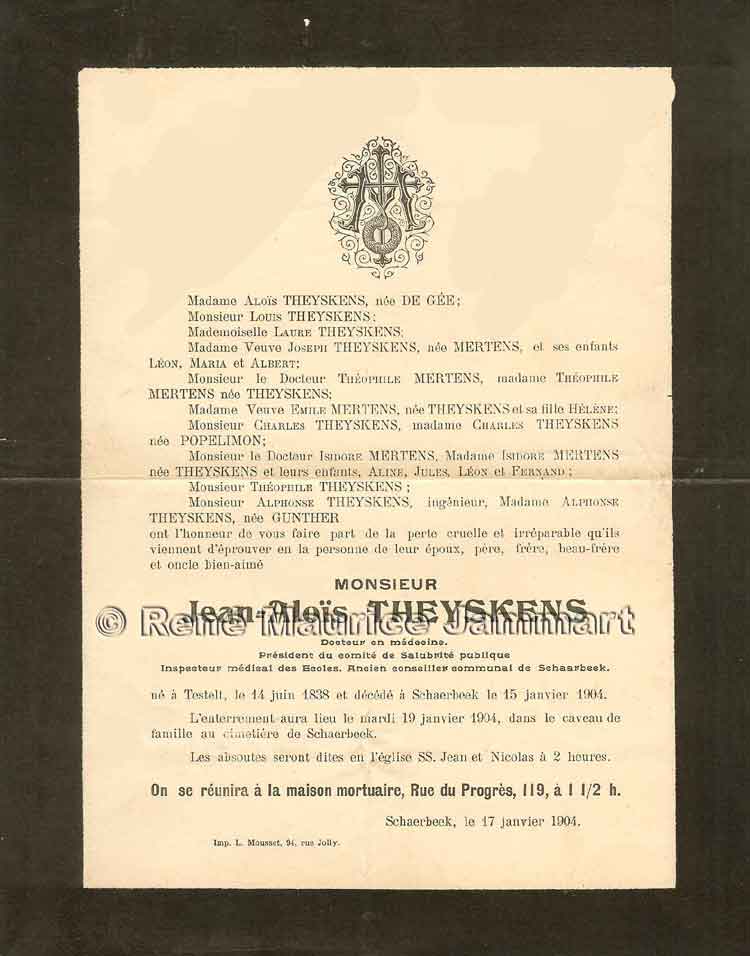 Madame Aloïs THEYSKENS, née DE GÉE;
Monsieur Louis THEYSKENS;
Mademoiselle Laure THEYSKENS;
Madame Veuve Joseph THEYSKENS, née MERTENS, et ses enfants
Léon, Maria et Albert;
Monsieur le Docteur Théophile MERTENS, madame Théophile
MERTENS née THEYSKENS;
Madame Veuve Emile MERTENS, née THEYSKENS et sa fille Hélène;
Monsieur Charles THEYSKENS, madame Charles THEYSKENS
née POPELIMON;
Monsieur le Docteur Isidore MERTENS, Madame Isidore MERTENS
née THEYSKENS et leurs enfants, Aline, Jules, Léon et Fernand;
Monsieur Théophile THEYSKENS;
Monsieur Alphonse THEYSKENS, ingénieur, Madame Alphonse
THEYSKENS, née GUNTHER
ont l'honneur de vous faire part de la perte cruelle et irréparable qu'ils
viennent d'éprouver en la personne de leur époux, père, frère, beau-frère
et oncle bien-aimé
MONSIEUR
Jean-Aloïs THEYSKENS
© René Maurice Jammart
Docteur en médecine.
Président du comité de Salubrité publique
Inspecteur médical des Ecoles. Ancien conseiller communal de Schaerbeek.
né à Testelt, le 14 juin 1838 et décédé à Schaerbeek le 15 janvier 1904.
L'enterrement aura lieu le mardi 19 janvier 1904, dans le caveau de
famille au cimetière de Schaerbeek.
Les absoutes seront dites en l'église SS. Jean et Nicolas à 2 heures.
On se réunira à la maison mortuaire, Rue du Progrès, 119, à 1 1/2 h.
Schaerbeek, le 17 janvier 1904.
Imp. L. Mousset, 94, rue Jolly.